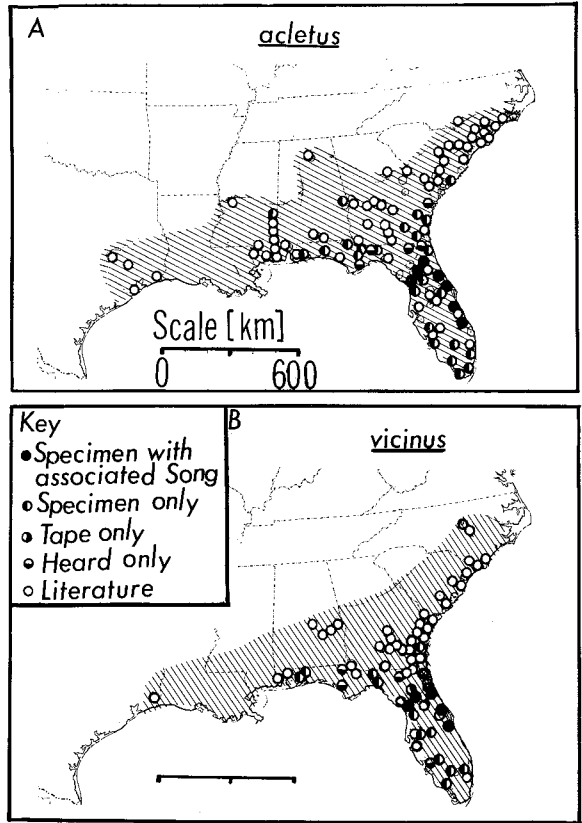 A
acletus
Scale [km]
0 600
Key
B
vicinus
Specimen with
associated Song
Specimen only
Tape only
Heard only
Literature